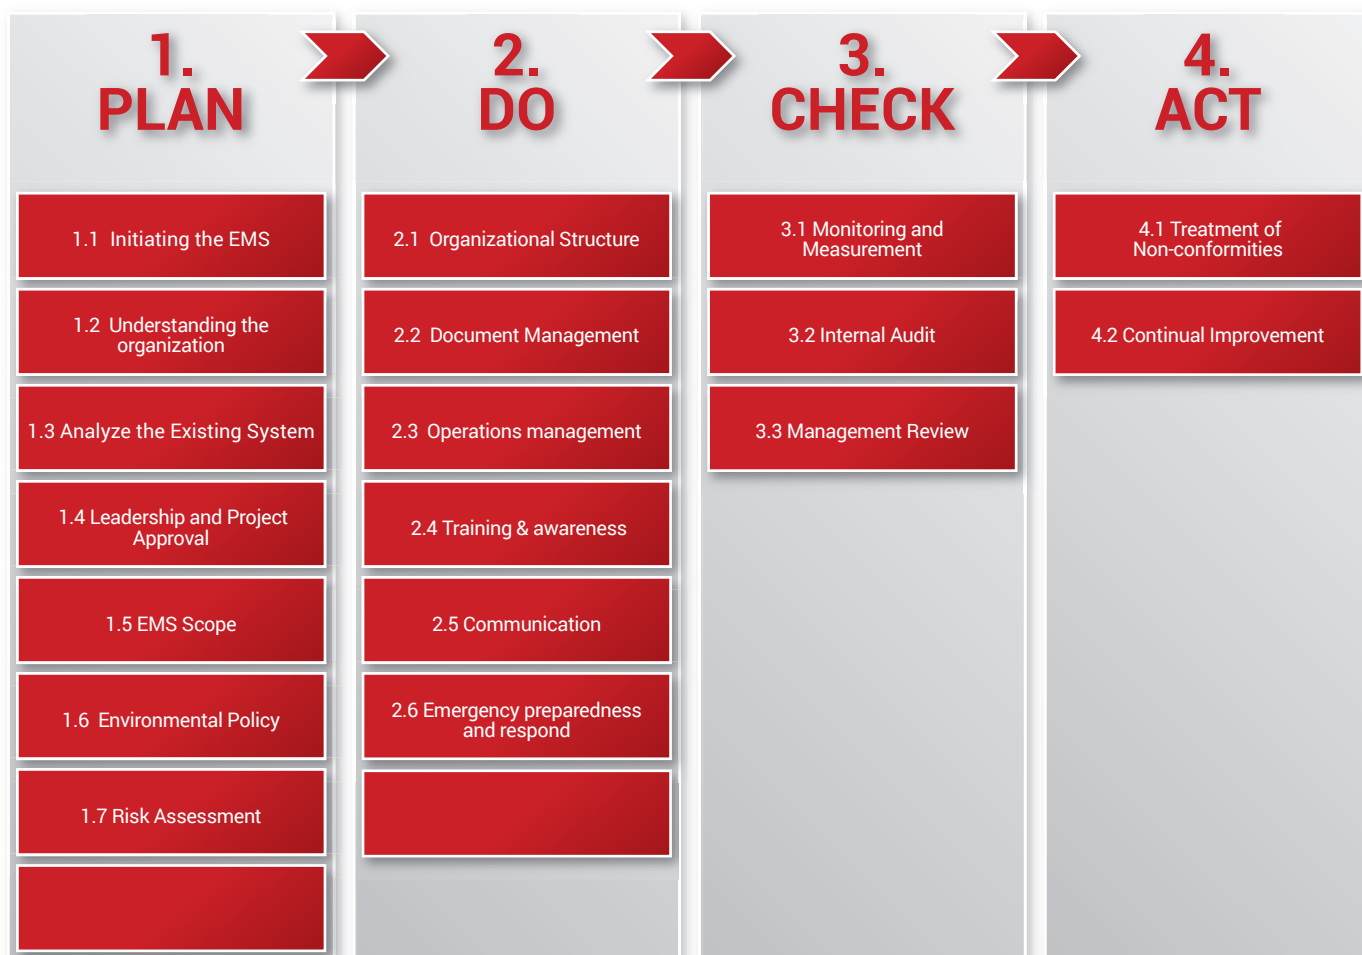 1.
PLAN
1.1 Initiating the EMS
1.2 Understanding the
organization
1.3 Analyze the Existing System
1.4 Leadership and Project
Approval
1.5 EMS Scope
1.6 Environmental Policy
1.7 Risk Assessment
2.
DO
2.1 Organizational Structure
2.2 Document Management
2.3 Operations management
2.4 Training & awareness
2.5 Communication
2.6 Emergency preparedness
and respond
3.
CHECK
3.1 Monitoring and
Measurement
3.2 Internal Audit
3.3 Management Review
4.
ACT
4.1 Treatment of
Non-conformities
4.2 Continual Improvement